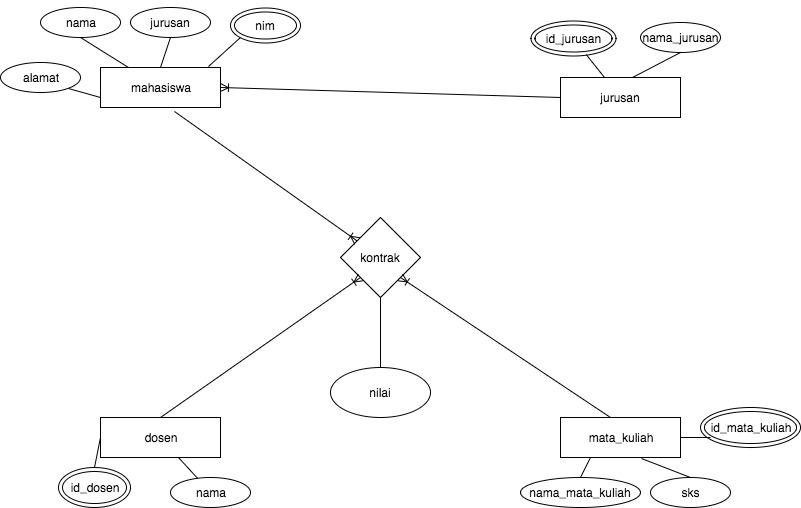 nama
jurusan
nim
id_jurusan
nama_jurusan
alamat
mahasiswa
jurusan
kontrak
nilai
dosen
mata_kuliah
id_mata_kuliah
id_dosen
nama
nama_mata_kuliah
sks